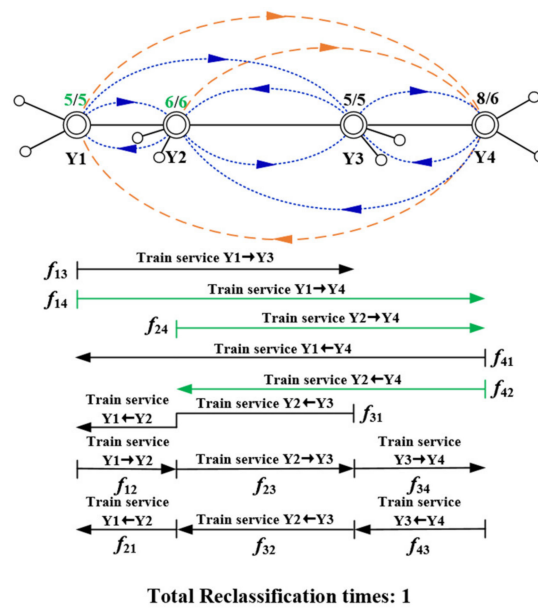 5/5 6/6 5/5 8/6
Y1 Y2 Y3 Y4
f13 Train service Y1→Y3
f14 Train service Y1→Y4
f24 Train service Y2→Y4
Train service Y1←Y4 f41
Train service Y2←Y4 f42
Train service Y1←Y2 Train service Y2←Y3 f31
Train service Y1→Y2 Train service Y2→Y3 Train service Y3→Y4
f12 f23 f34
Train service Y1←Y2 Train service Y2←Y3 Train service Y3←Y4
f21 f32 f43
Total Reclassification times: 1